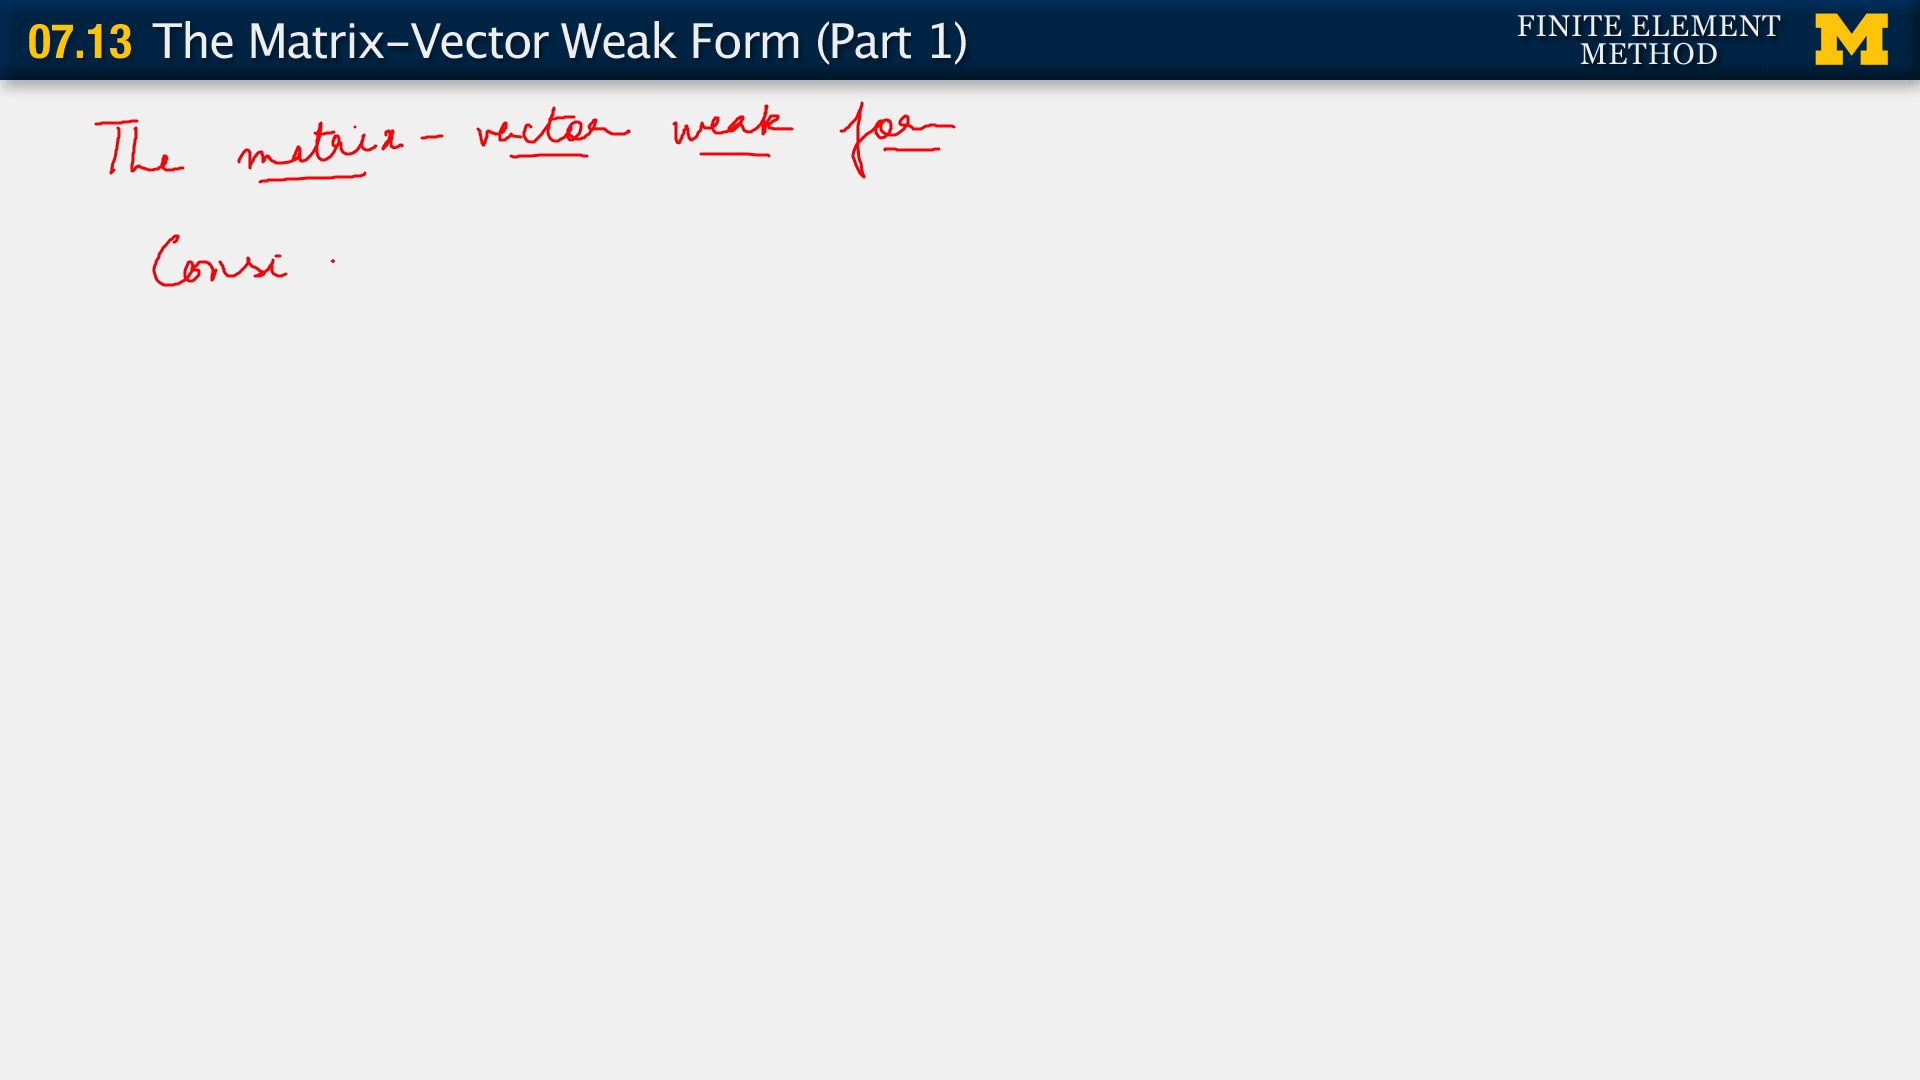 07.13 The Matrix–Vector Weak Form (Part 1)
FINITE ELEMENT
METHOD
The matrix - vector weak form
Consi